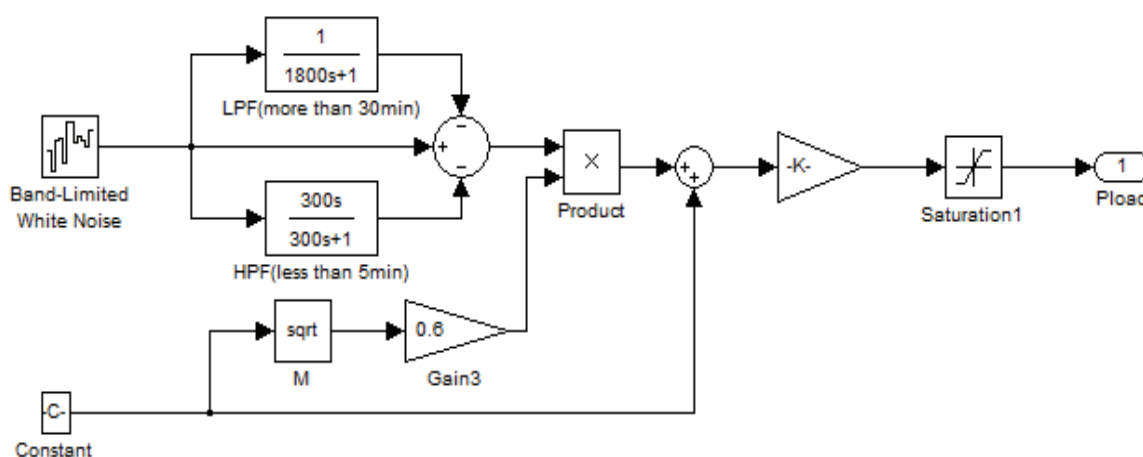 1
1800s+1
LPF(more than 30min)
Band-Limited
White Noise
300s
300s+1
HPF(less than 5min)
Product
-K-
Saturation1
1
Pload
sqrt
M
0.6
Gain3
-C-
Constant